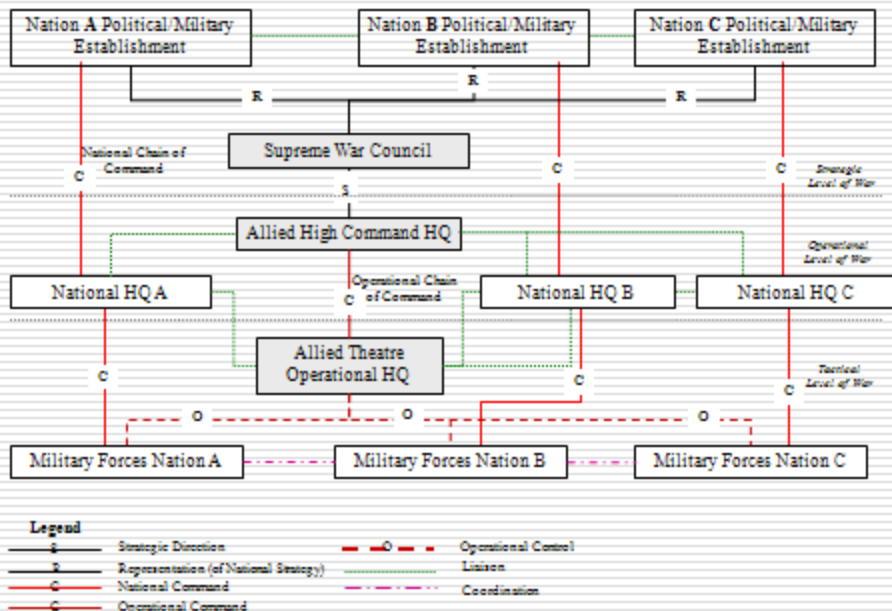 Nation A Political/Military
Establishment
Nation B Political/Military
Establishment
Nation C Political/Military
Establishment
R
R
R
Supreme War Council
National Chain of
Command
C
C
C
Strategic
Level of War
S
Allied High Command HQ
Operational
Level of War
National HQ A
Operational Chain
of Command
C
National HQ B
National HQ C
Allied Theatre
Operational HQ
C
C
C
Tactical
Level of War
O
O
O
Military Forces Nation A
Military Forces Nation B
Military Forces Nation C
Legend
S Strategic Direction
R Representation (of National Strategy)
C National Command
C Operational Command
O Operational Control
Liaison
Coordination